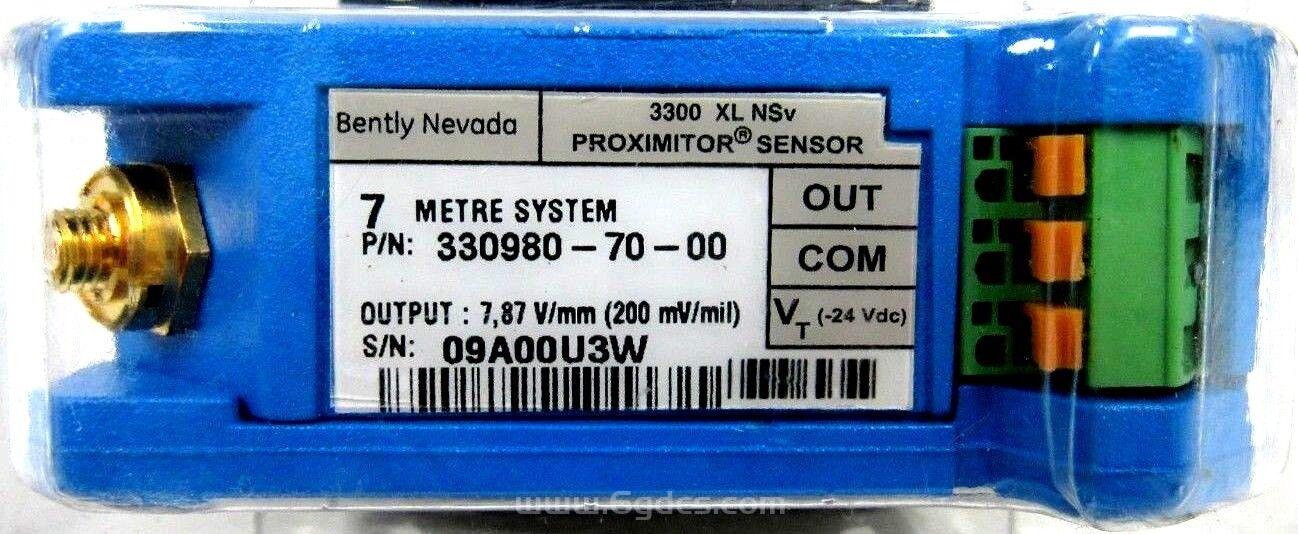 Bently Nevada
3300 XL NSv
PROXIMITOR® SENSOR
7 METRE SYSTEM
P/N: 330980-70-00
OUTPUT : 7,87 V/mm (200 mV/mil)
S/N: 09A00U3W
OUT
COM
VT (-24 Vdc)
www.6gdcs.com